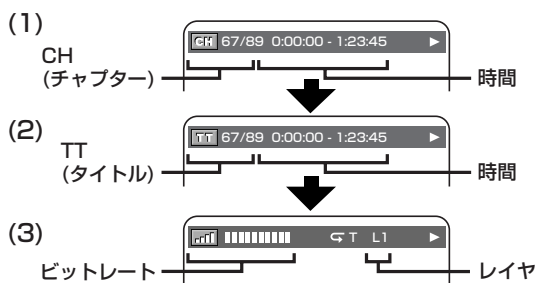 (1)
CH 67/89 0:00:00 - 1:23:45
CH
(チャプター)
時間
(2)
TT 67/89 0:00:00 - 1:23:45
TT
(タイトル)
時間
(3)
T L1
ビットレート
レイヤ